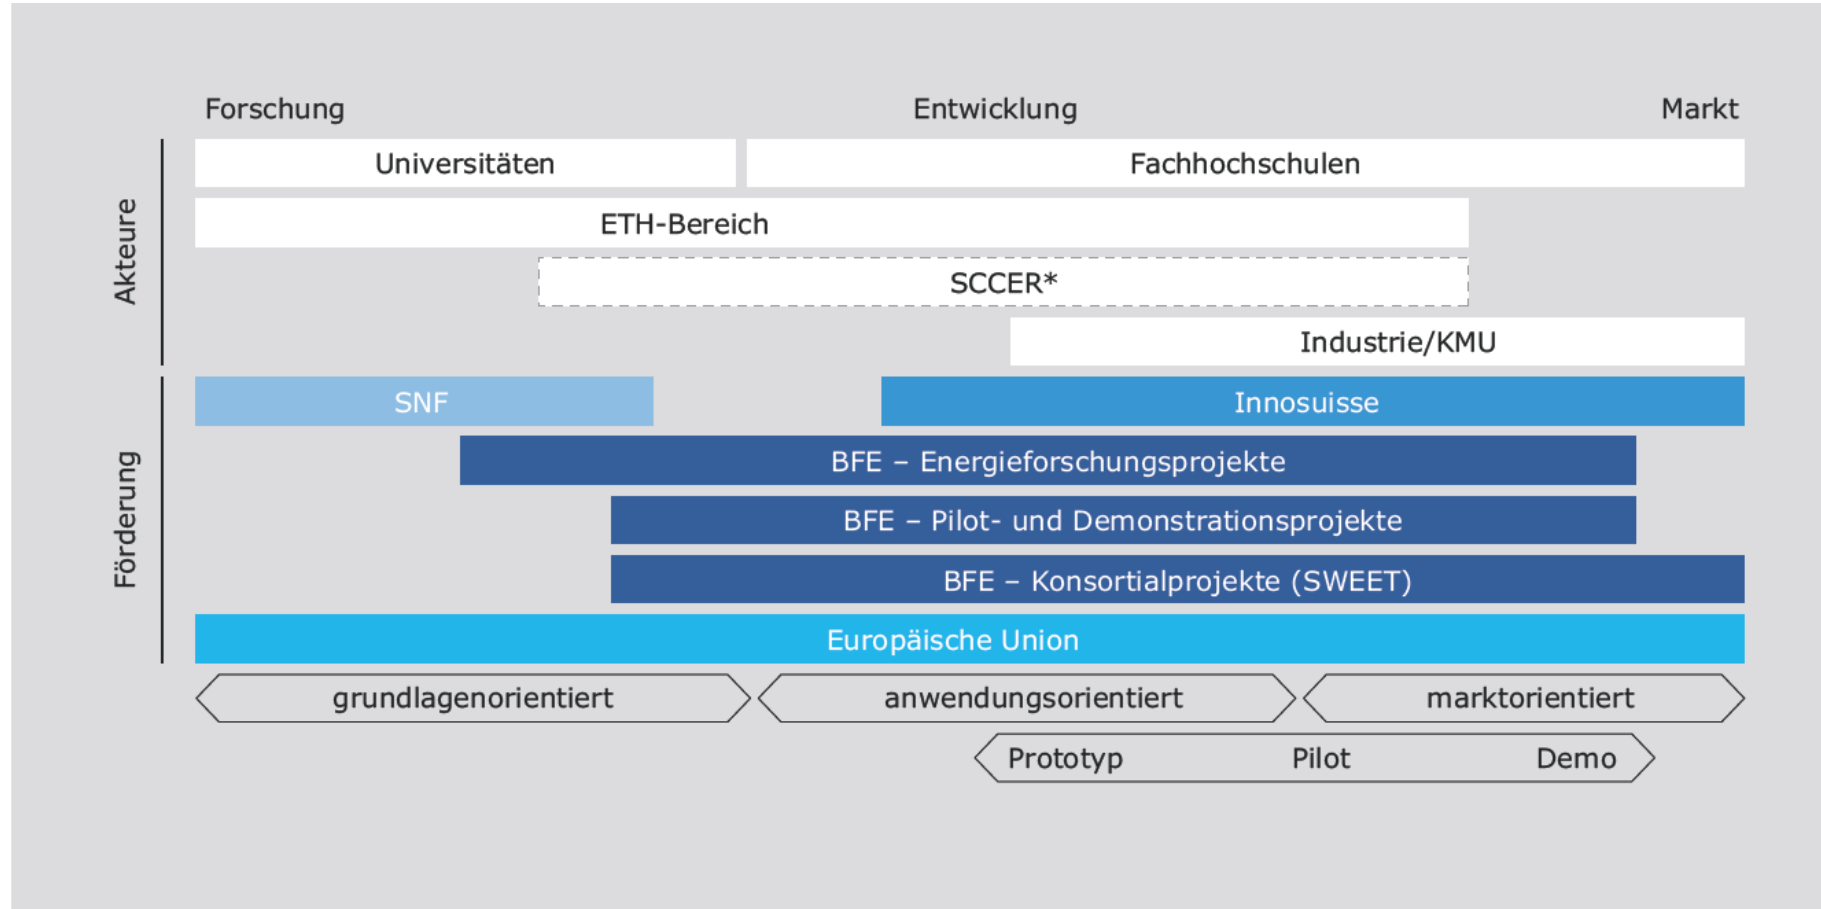 Forschung Entwicklung Markt
Akteure
Universitäten Fachhochschulen
ETH-Bereich
SCCER*
Industrie/KMU
Förderung
SNF Innosuisse
BFE – Energieforschungsprojekte
BFE – Pilot- und Demonstrationsprojekte
BFE – Konsortialprojekte (SWEET)
Europäische Union
grundlagenorientiert anwendungsorientiert marktorientiert
Prototyp Pilot Demo